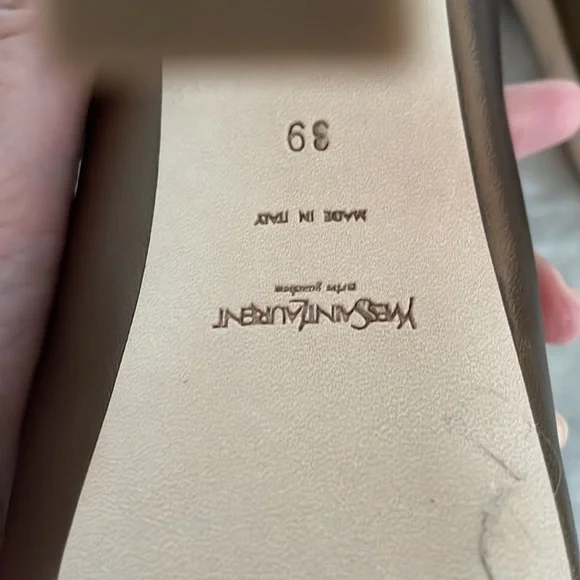 YVESSAINTLAURENT
rive gauche
MADE IN ITALY
39